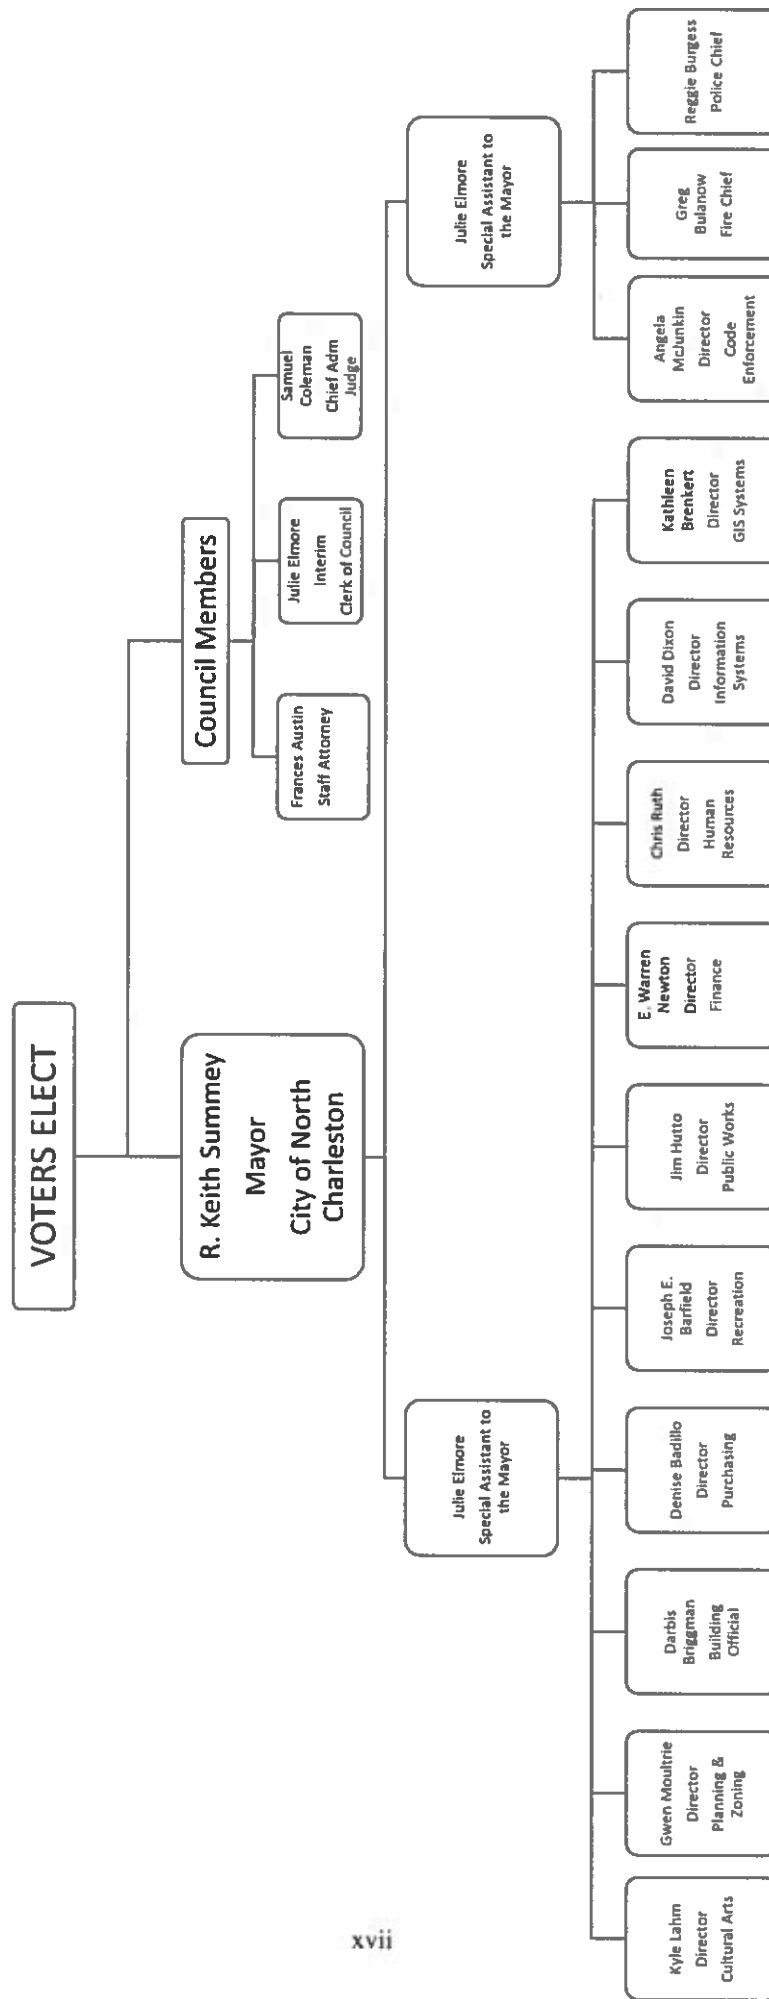 VOTERS ELECT
R. Keith Summey
Mayor
City of North
Charleston
Council Members
Frances Austin
Staff Attorney
Julie Elmore
Interim
Clerk of Council
Samuel
Coleman
Chief Adm
Judge
Julie Elmore
Special Assistant to
the Mayor
Julie Elmore
Special Assistant to
the Mayor
Kyle Lahm
Director
Cultural Arts
Gwen Moultrie
Director
Planning &
Zoning
Darbis
Briggman
Building
Official
Denise Badillo
Director
Purchasing
Joseph E.
Barfield
Director
Recreation
Jim Hutto
Director
Public Works
E. Warren
Newton
Director
Finance
Chris Ruth
Director
Human
Resources
David Dixon
Director
Information
Systems
Kathleen
Brenkert
Director
GIS Systems
Angela
McJunkin
Director
Code
Enforcement
Greg
Bulanow
Fire Chief
Reggie Burgess
Police Chief
xvii